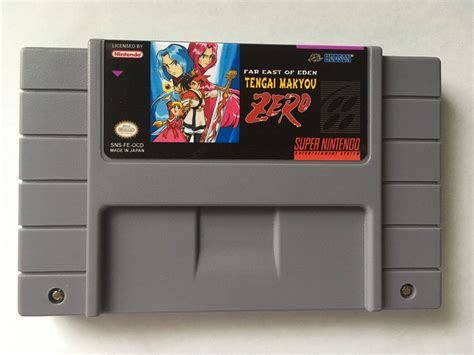 LICENSED BY
Nintendo
HUDSON
FAR EAST OF EDEN
TENGAI MAKYOU
ZERO
SNS-FE-OCD
MADE IN JAPAN
SUPER NINTENDO
ENTERTAINMENT SYSTEM